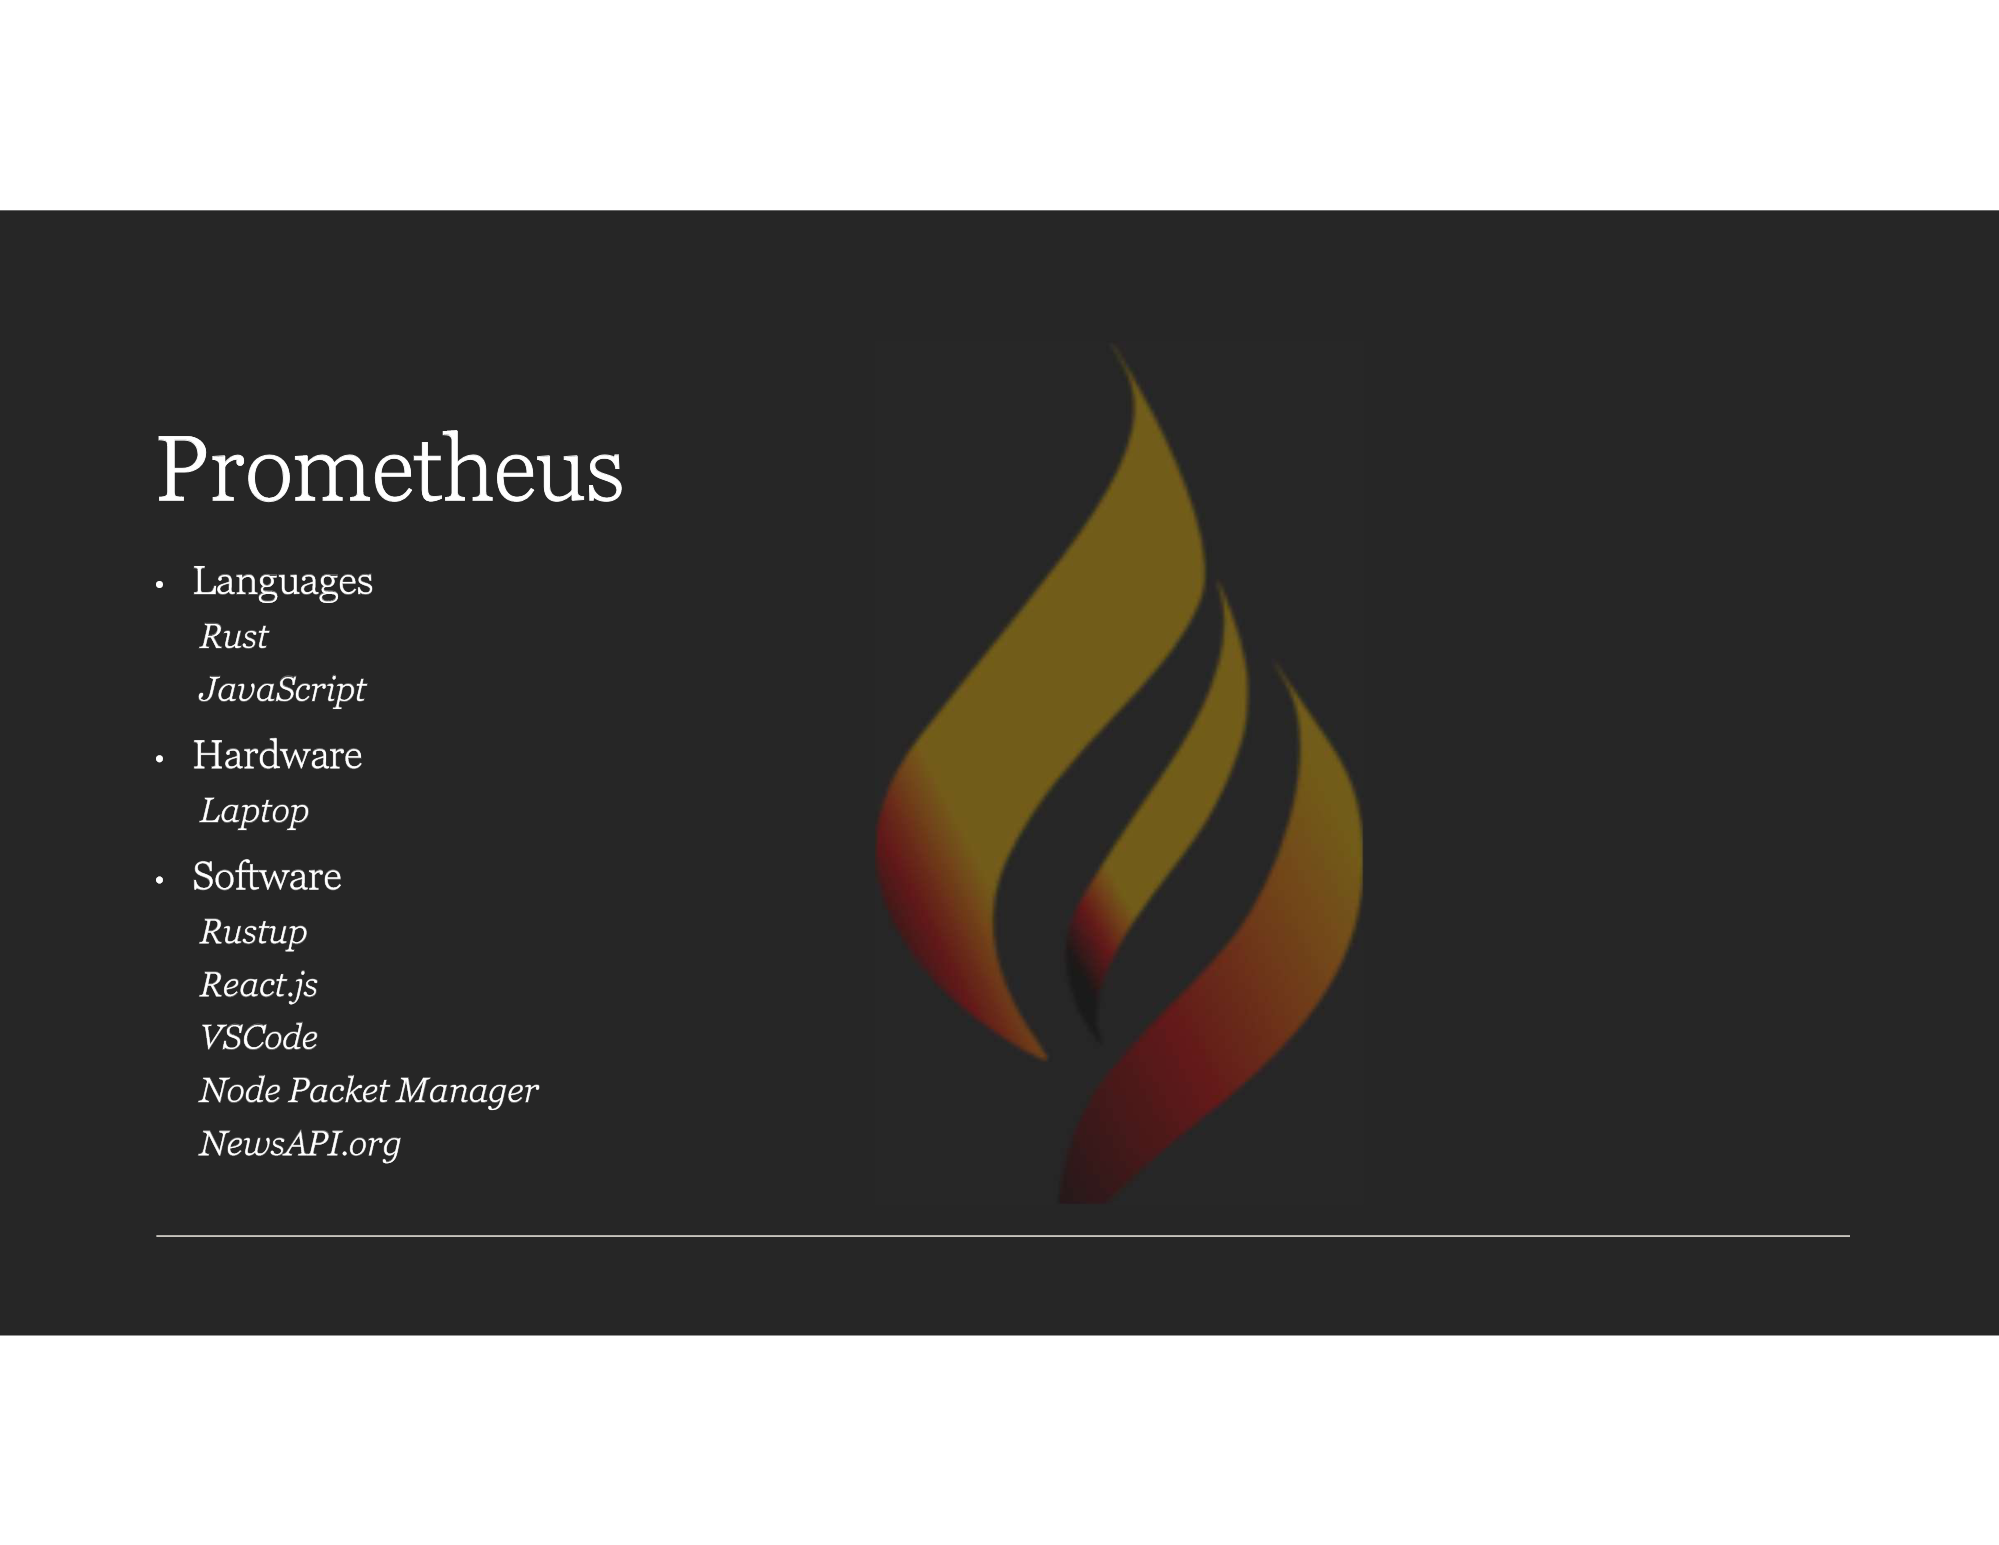 Prometheus
• Languages
Rust
JavaScript
• Hardware
Laptop
• Software
Rustup
React.js
VSCode
Node Packet Manager
NewsAPI.org